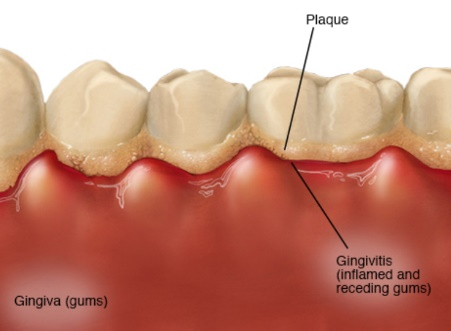 Plaque
Gingivitis
(inflamed and
receding gums)
Gingiva (gums)